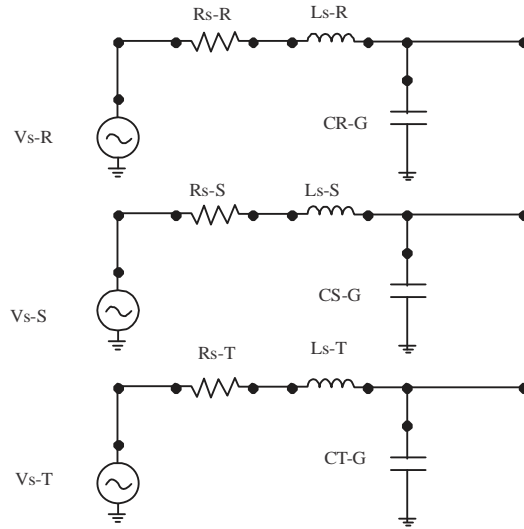 Rs-R
Ls-R
Vs-R
CR-G
Rs-S
Ls-S
Vs-S
CS-G
Rs-T
Ls-T
Vs-T
CT-G